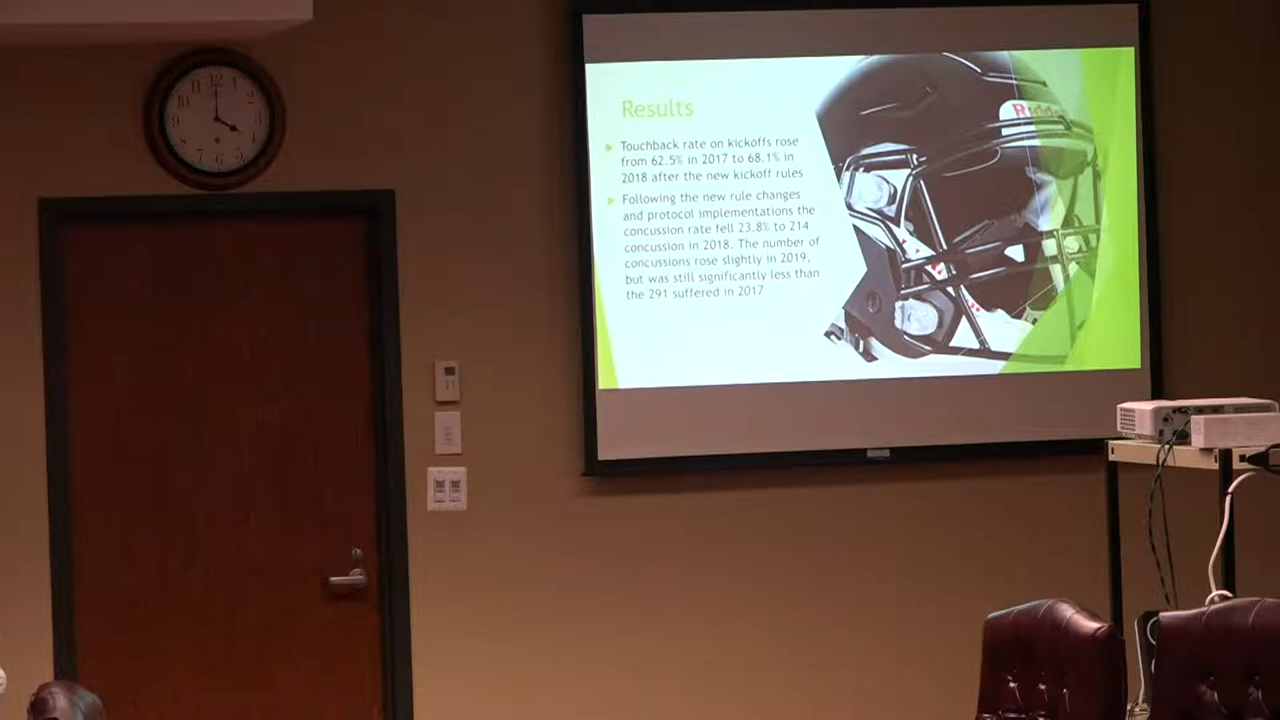 12
Results
Touchback rate on kickoffs rose
from 62.5% in 2017 to 68.1% in
2018 after the new kickoff rules
Following the new rule changes
and protocol implementations the
concussion rate fell 23.8% to 214
concussion in 2018. The number of
concussions rose slightly in 2019,
but was still significantly less than
the 291 suffered in 2017